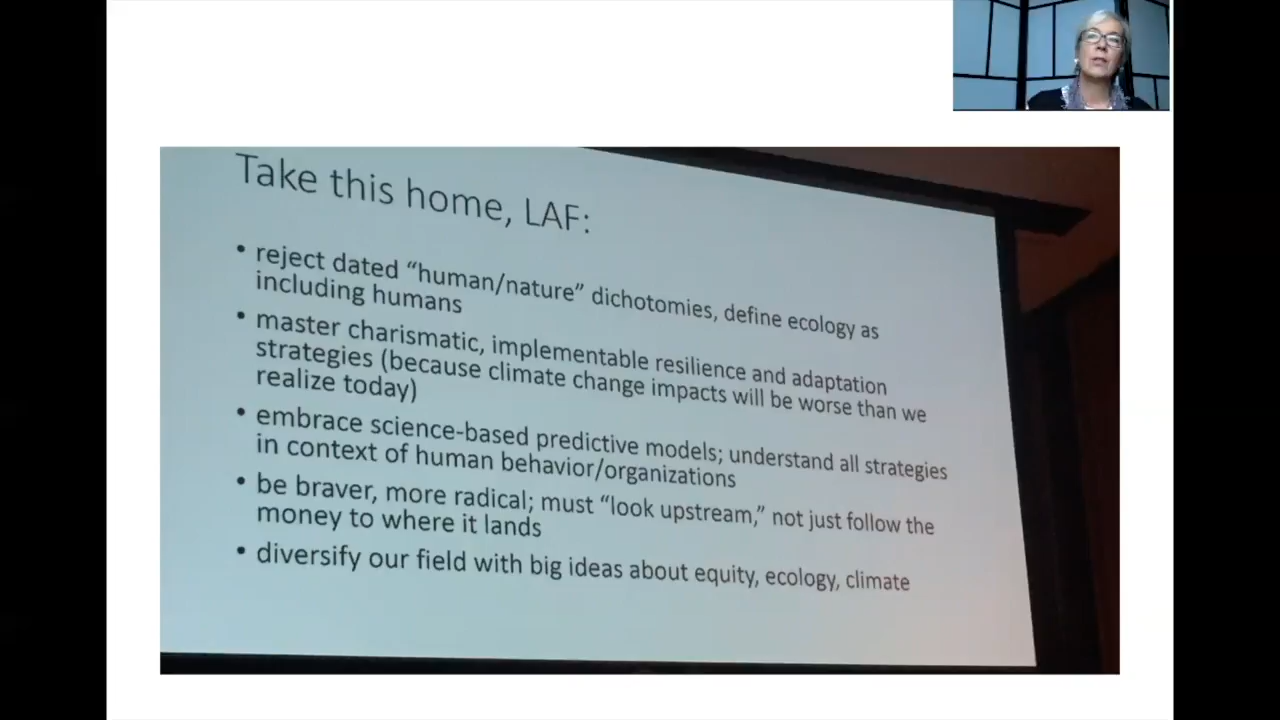 Take this home, LAF:
• reject dated “human/nature” dichotomies, define ecology as
including humans
• master charismatic, implementable resilience and adaptation
strategies (because climate change impacts will be worse than we
realize today)
• embrace science-based predictive models; understand all strategies
in context of human behavior/organizations
• be braver, more radical; must “look upstream,” not just follow the
money to where it lands
• diversify our field with big ideas about equity, ecology, climate